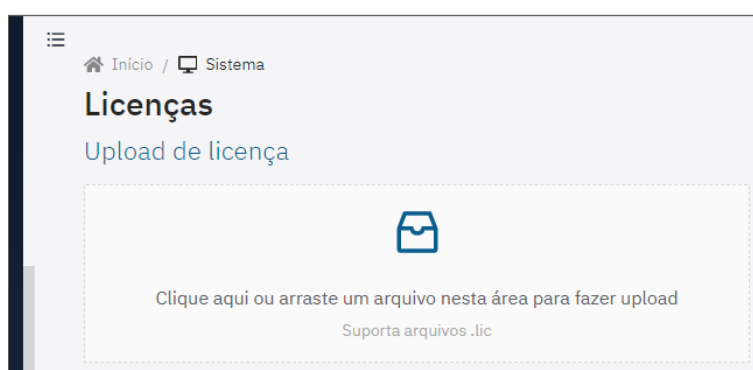 Início / Sistema
Licenças
Upload de licença
Clique aqui ou arraste um arquivo nesta área para fazer upload
Suporta arquivos .lic